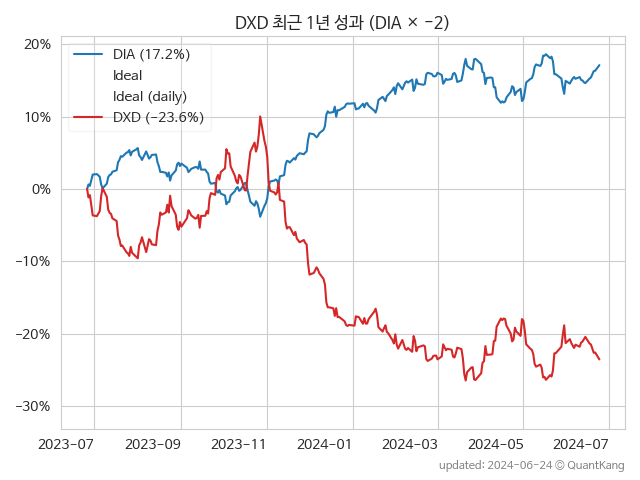 DXD 최근 1년 성과 (DIA × −2)
20%
10%
0%
−10%
−20%
−30%
DIA (17.2%)
Ideal
Ideal (daily)
DXD (−23.6%)
2023-07 2023-09 2023-11 2024-01 2024-03 2024-05 2024-07
updated: 2024-06-24 © QuantKang